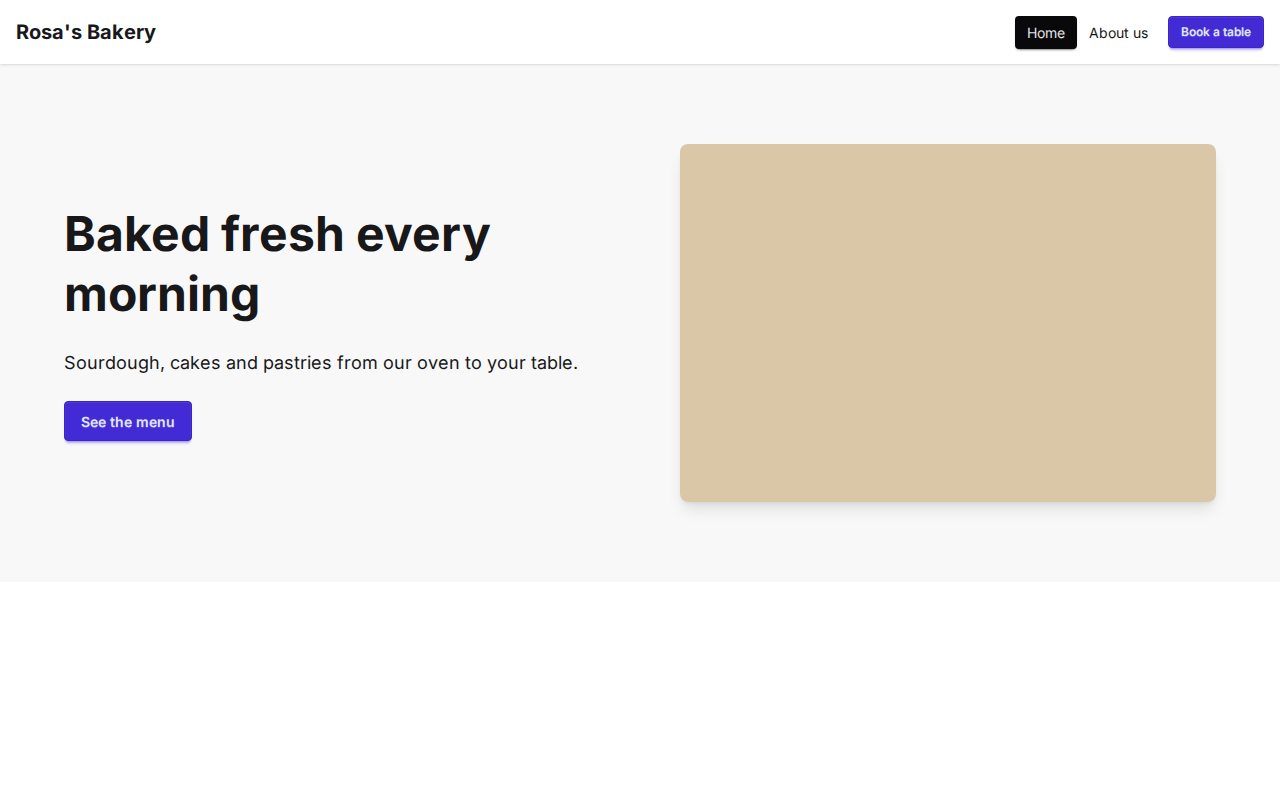 Rosa's Bakery
Home
About us
Book a table
Baked fresh every
morning
Sourdough, cakes and pastries from our oven to your table.
See the menu